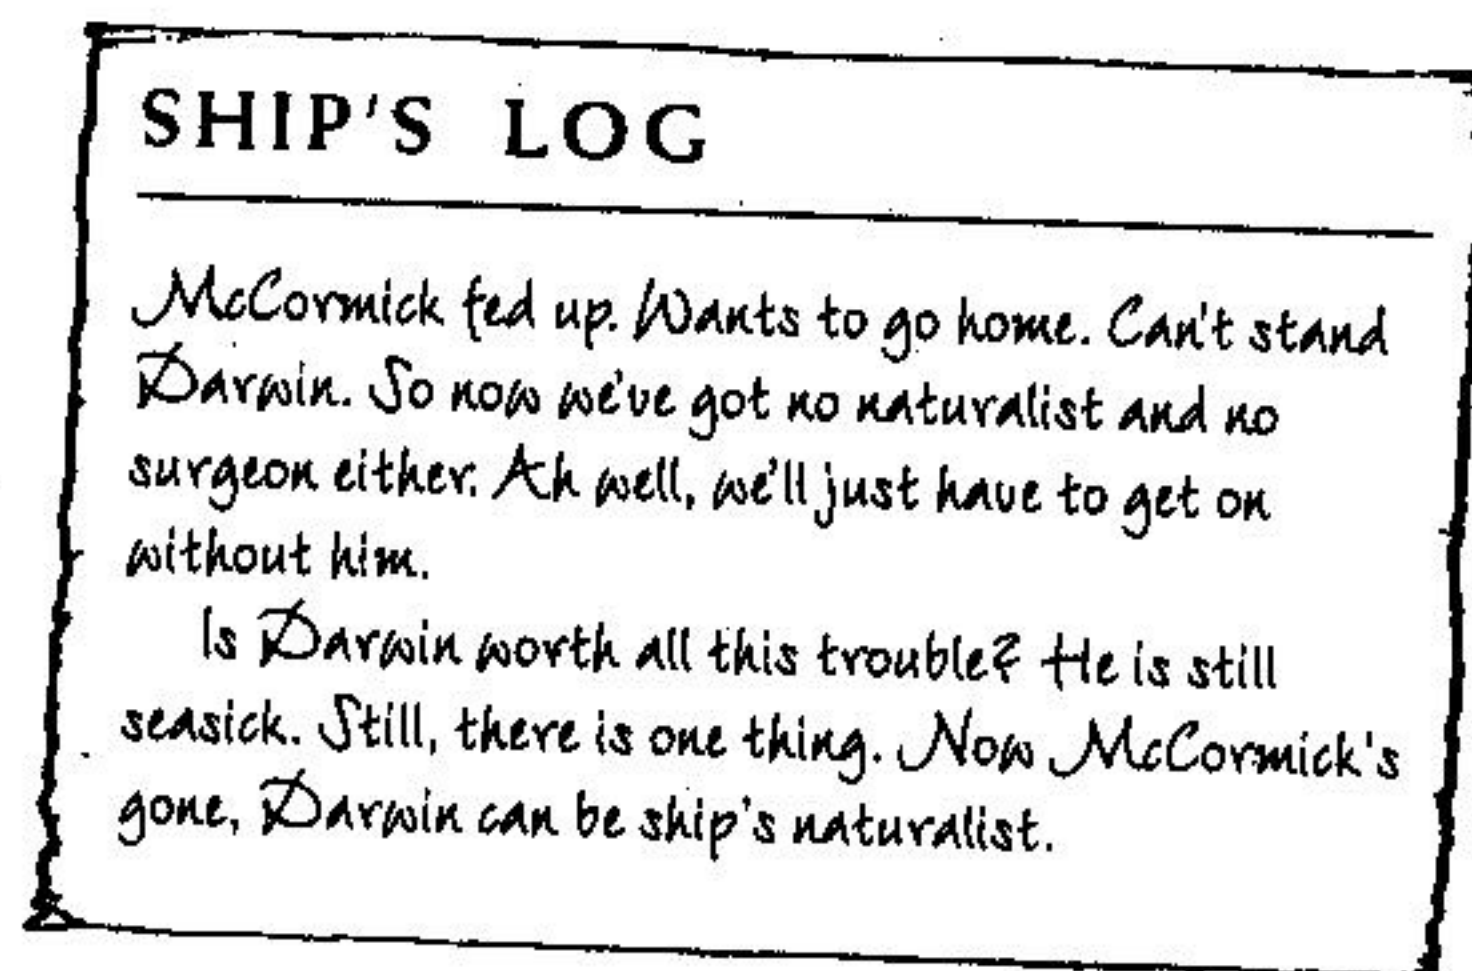 SHIP'S LOG
McCormick fed up. Wants to go home. Can't stand
Darwin. So now we've got no naturalist and no
surgeon either. Ah well, we'll just have to get on
without him.
Is Darwin worth all this trouble? He is still
seasick. Still, there is one thing. Now McCormick's
gone, Darwin can be ship's naturalist.